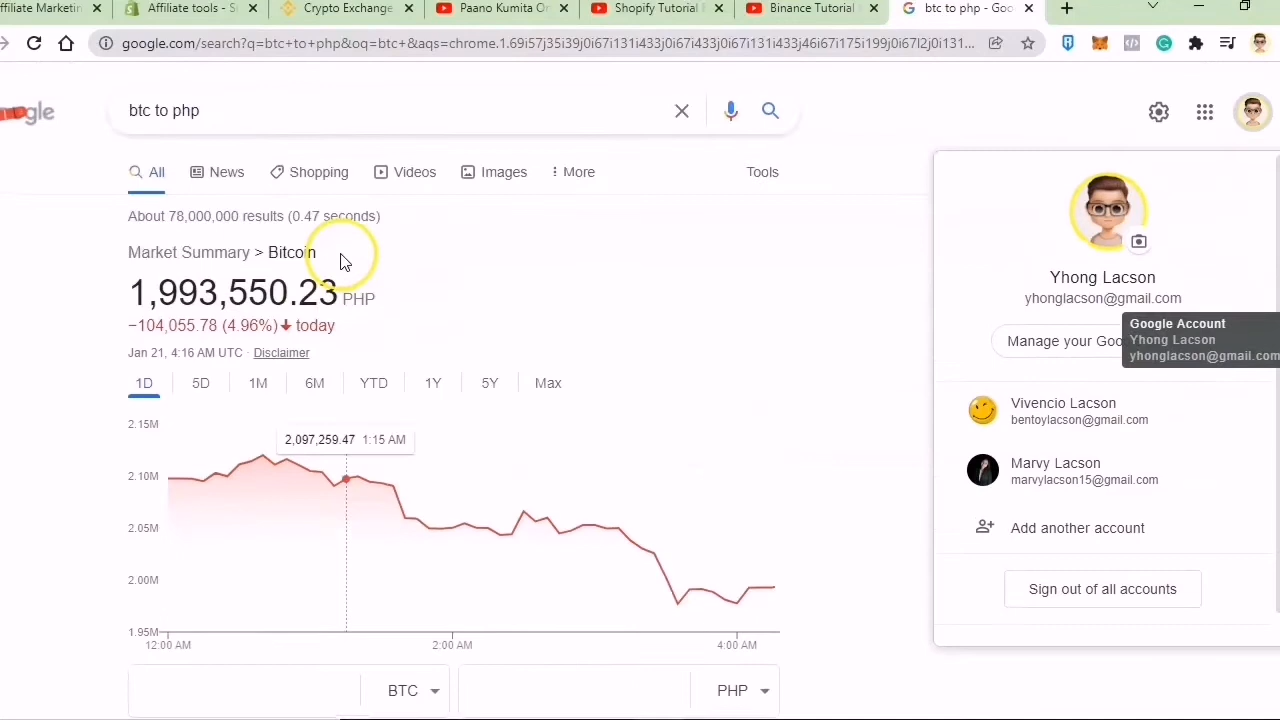 ffiliate Marketin
Affiliate tools - S
Crypto Exchange
Paano Kumita On
Shopify Tutorial
Binance Tutorial
btc to php - Goo
google.com/search?q=btc+to+php&oq=btc+&aqs=chrome.1.69i57j35i39j0i67i131i433j0i67i433j0i67i131i433j46i67i175i199j0i67l2j0i131...
btc to php
All
News
Shopping
Videos
Images
More
Tools
About 78,000,000 results (0.47 seconds)
Market Summary > Bitcoin
1,993,550.23 PHP
−104,055.78 (4.96%) today
Jan 21, 4:16 AM UTC · Disclaimer
1D
5D
1M
6M
YTD
1Y
5Y
Max
2.15M
2,097,259.47 1:15 AM
2.10M
2.05M
2.00M
1.95M
12:00 AM
2:00 AM
4:00 AM
BTC
PHP
Yhong Lacson
yhonglacson@gmail.com
Manage your Goo
Google Account
Yhong Lacson
yhonglacson@gmail.com
Vivencio Lacson
bentoylacson@gmail.com
Marvy Lacson
marvylacson15@gmail.com
Add another account
Sign out of all accounts